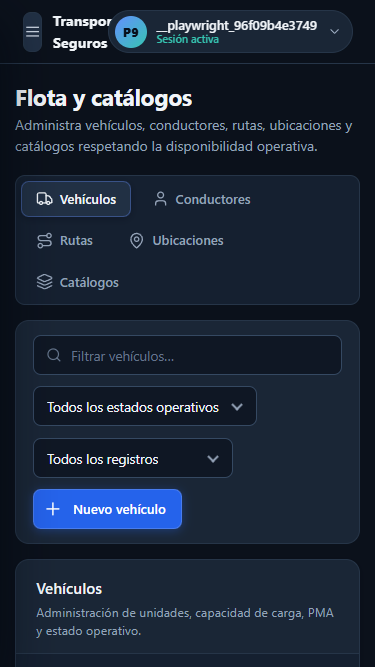 Transpor
Seguros
P9
__playwright_96f09b4e3749
Sesión activa
Flota y catálogos
Administra vehículos, conductores, rutas, ubicaciones y
catálogos respetando la disponibilidad operativa.
Vehículos
Conductores
Rutas
Ubicaciones
Catálogos
Filtrar vehículos...
Todos los estados operativos
Todos los registros
Nuevo vehículo
Vehículos
Administración de unidades, capacidad de carga, PMA
y estado operativo.